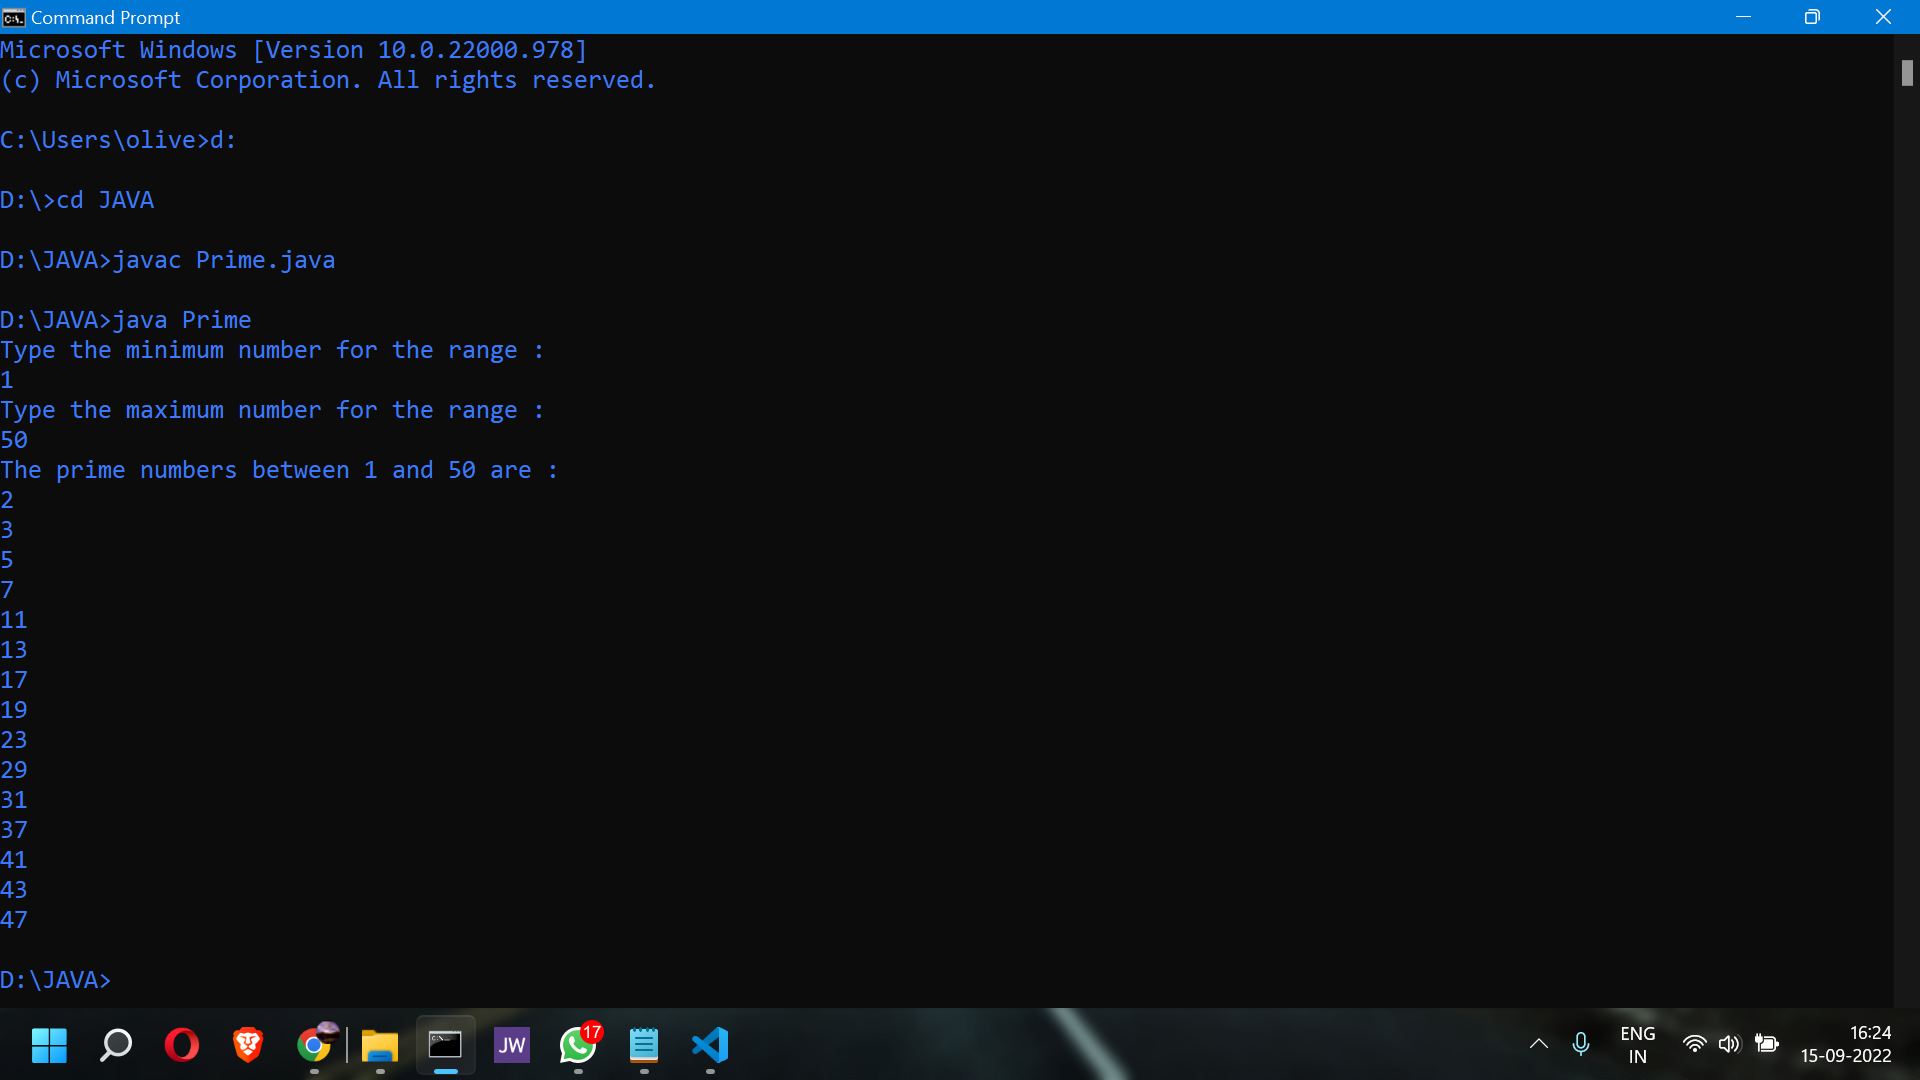 Command Prompt
Microsoft Windows [Version 10.0.22000.978]
(c) Microsoft Corporation. All rights reserved.
C:\Users\olive>d:
D:\>cd JAVA
D:\JAVA>javac Prime.java
D:\JAVA>java Prime
Type the minimum number for the range :
1
Type the maximum number for the range :
50
The prime numbers between 1 and 50 are :
2
3
5
7
11
13
17
19
23
29
31
37
41
43
47
D:\JAVA>
JW
17
ENG
IN
16:24
15-09-2022